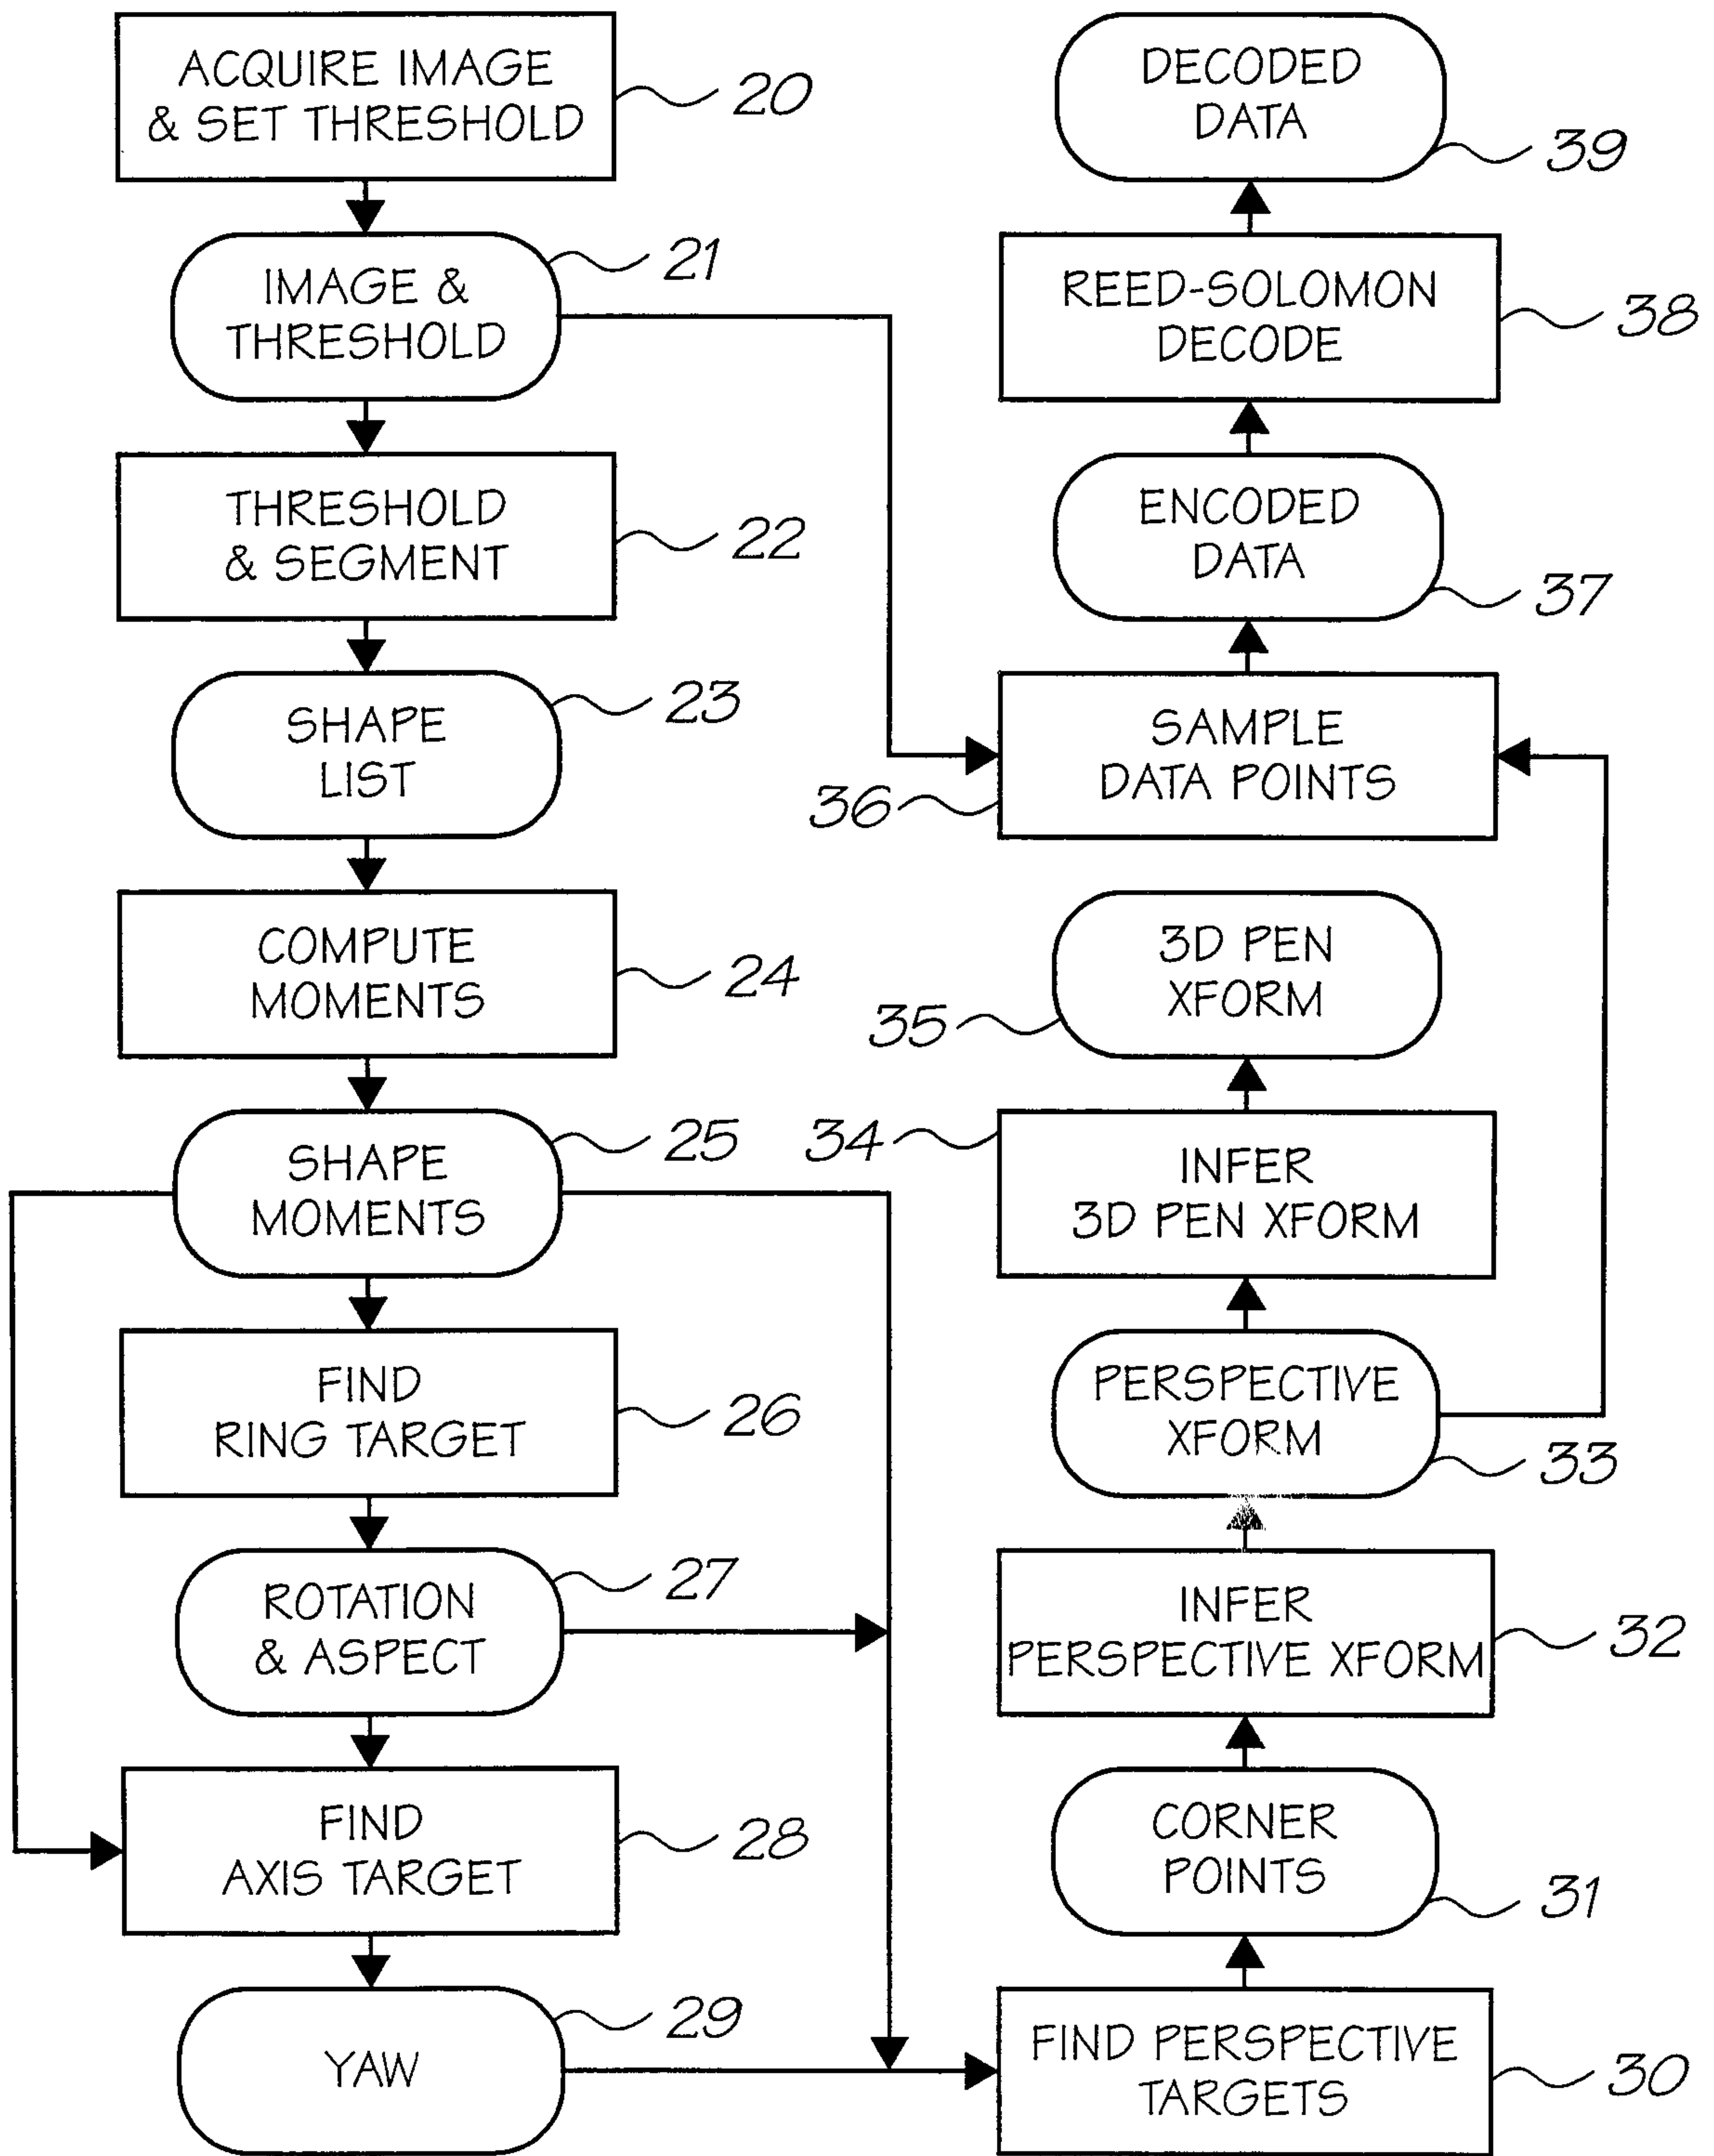 ACQUIRE IMAGE
& SET THRESHOLD
20
IMAGE &
THRESHOLD
21
THRESHOLD
& SEGMENT
22
SHAPE
LIST
23
COMPUTE
MOMENTS
24
SHAPE
MOMENTS
25
FIND
RING TARGET
26
ROTATION
& ASPECT
27
FIND
AXIS TARGET
28
YAW
29
DECODED
DATA
39
REED-SOLOMON
DECODE
38
ENCODED
DATA
37
SAMPLE
DATA POINTS
36
3D PEN
XFORM
35
INFER
3D PEN XFORM
34
PERSPECTIVE
XFORM
33
INFER
PERSPECTIVE XFORM
32
CORNER
POINTS
31
FIND PERSPECTIVE
TARGETS
30